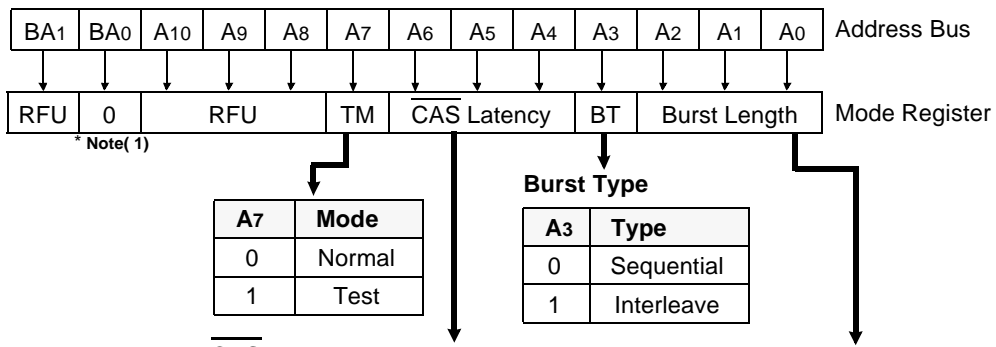 BA1 BA0 A10 A9 A8 A7 A6 A5 A4 A3 A2 A1 A0 Address Bus
RFU 0 RFU TM CAS Latency BT Burst Length Mode Register
* Note( 1)
Burst Type
A7 Mode
0 Normal
1 Test
A3 Type
0 Sequential
1 Interleave